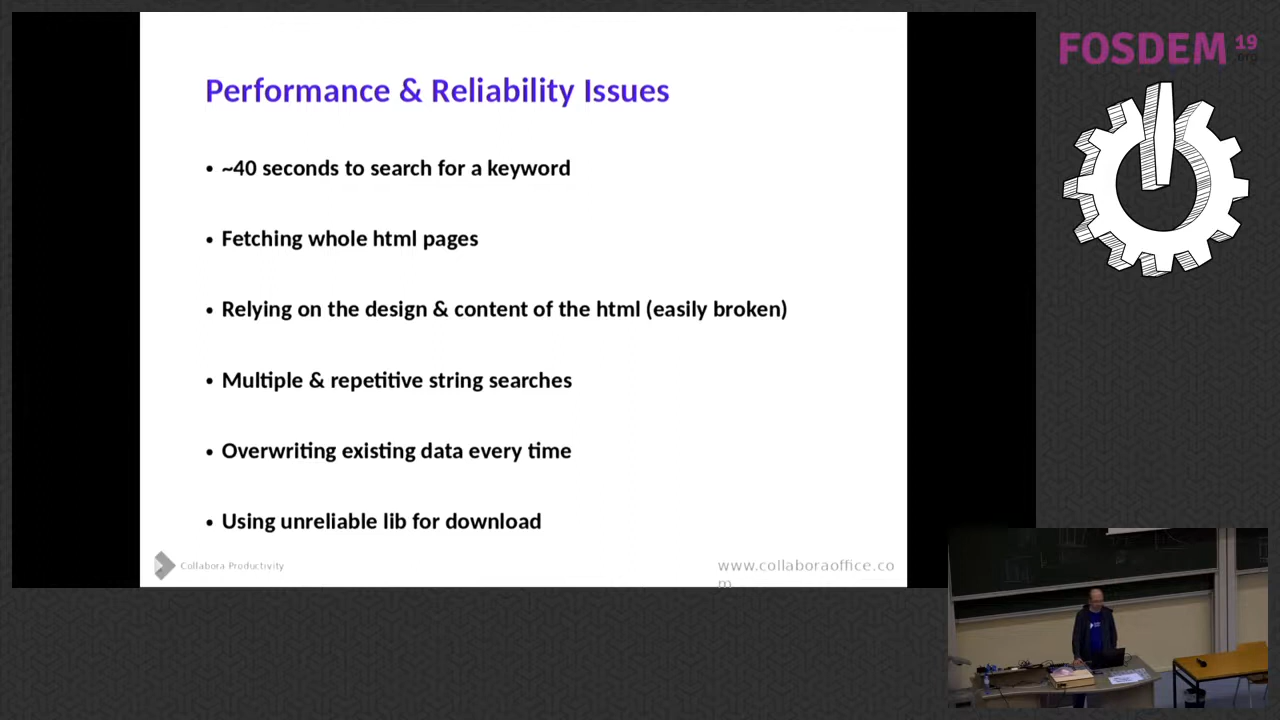 Performance & Reliability Issues
• ~40 seconds to search for a keyword
• Fetching whole html pages
• Relying on the design & content of the html (easily broken)
• Multiple & repetitive string searches
• Overwriting existing data every time
• Using unreliable lib for download
Collabora Productivity
www.collaboraoffice.co
m
FOSDEM 19
.org